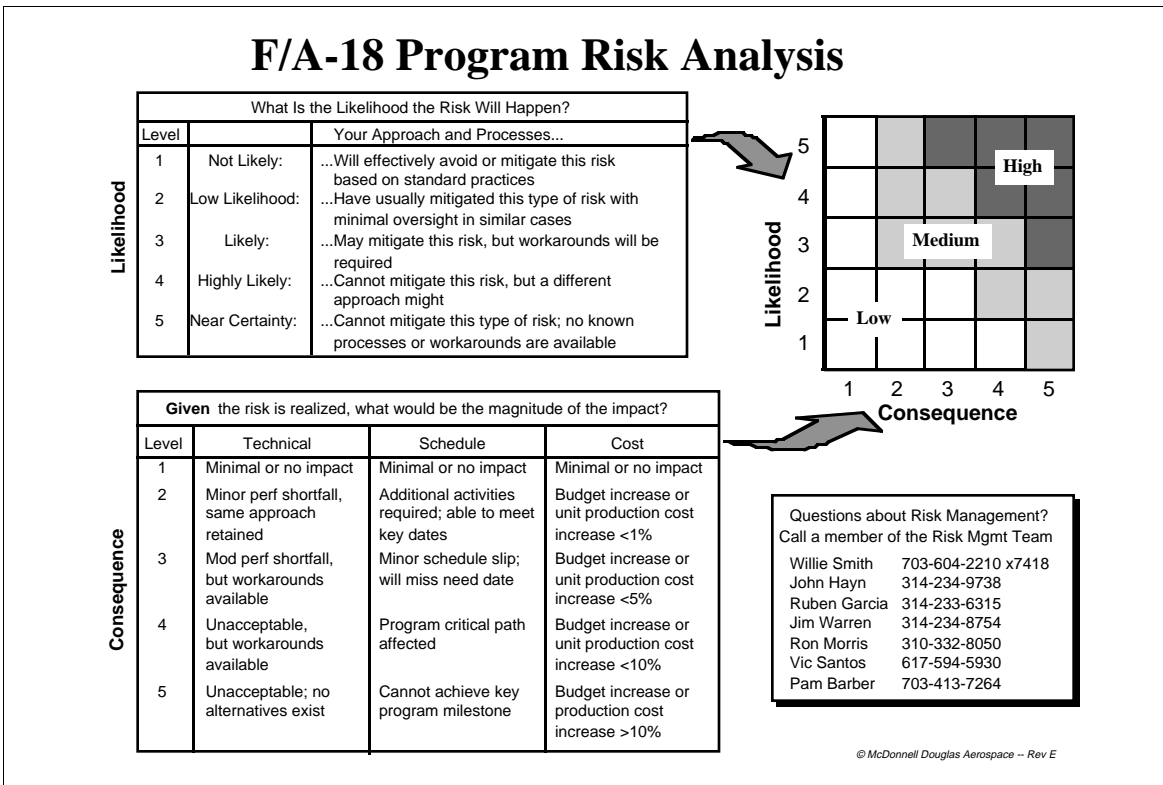 F/A-18 Program Risk Analysis
What Is the Likelihood the Risk Will Happen?
Level Your Approach and Processes...
1 Not Likely: ...Will effectively avoid or mitigate this risk
based on standard practices
2 Low Likelihood: ...Have usually mitigated this type of risk with
minimal oversight in similar cases
3 Likely: ...May mitigate this risk, but workarounds will be
required
4 Highly Likely: ...Cannot mitigate this risk, but a different
approach might
5 Near Certainty: ...Cannot mitigate this type of risk; no known
processes or workarounds are available
Likelihood
Likelihood
5
4
3
2
1
High
Medium
Low
1 2 3 4 5
Consequence
Given the risk is realized, what would be the magnitude of the impact?
Level Technical Schedule Cost
1 Minimal or no impact Minimal or no impact Minimal or no impact
2 Minor perf shortfall, Additional activities Budget increase or
same approach required; able to meet unit production cost
retained key dates increase <1%
3 Mod perf shortfall, Minor schedule slip; Budget increase or
but workarounds will miss need date unit production cost
available increase <5%
4 Unacceptable, Program critical path Budget increase or
but workarounds affected unit production cost
available increase <10%
5 Unacceptable; no Cannot achieve key Budget increase or
alternatives exist program milestone production cost
increase >10%
Consequence
Questions about Risk Management?
Call a member of the Risk Mgmt Team
Willie Smith 703-604-2210 x7418
John Hayn 314-234-9738
Ruben Garcia 314-233-6315
Jim Warren 314-234-8754
Ron Morris 310-332-8050
Vic Santos 617-594-5930
Pam Barber 703-413-7264
© McDonnell Douglas Aerospace -- Rev E